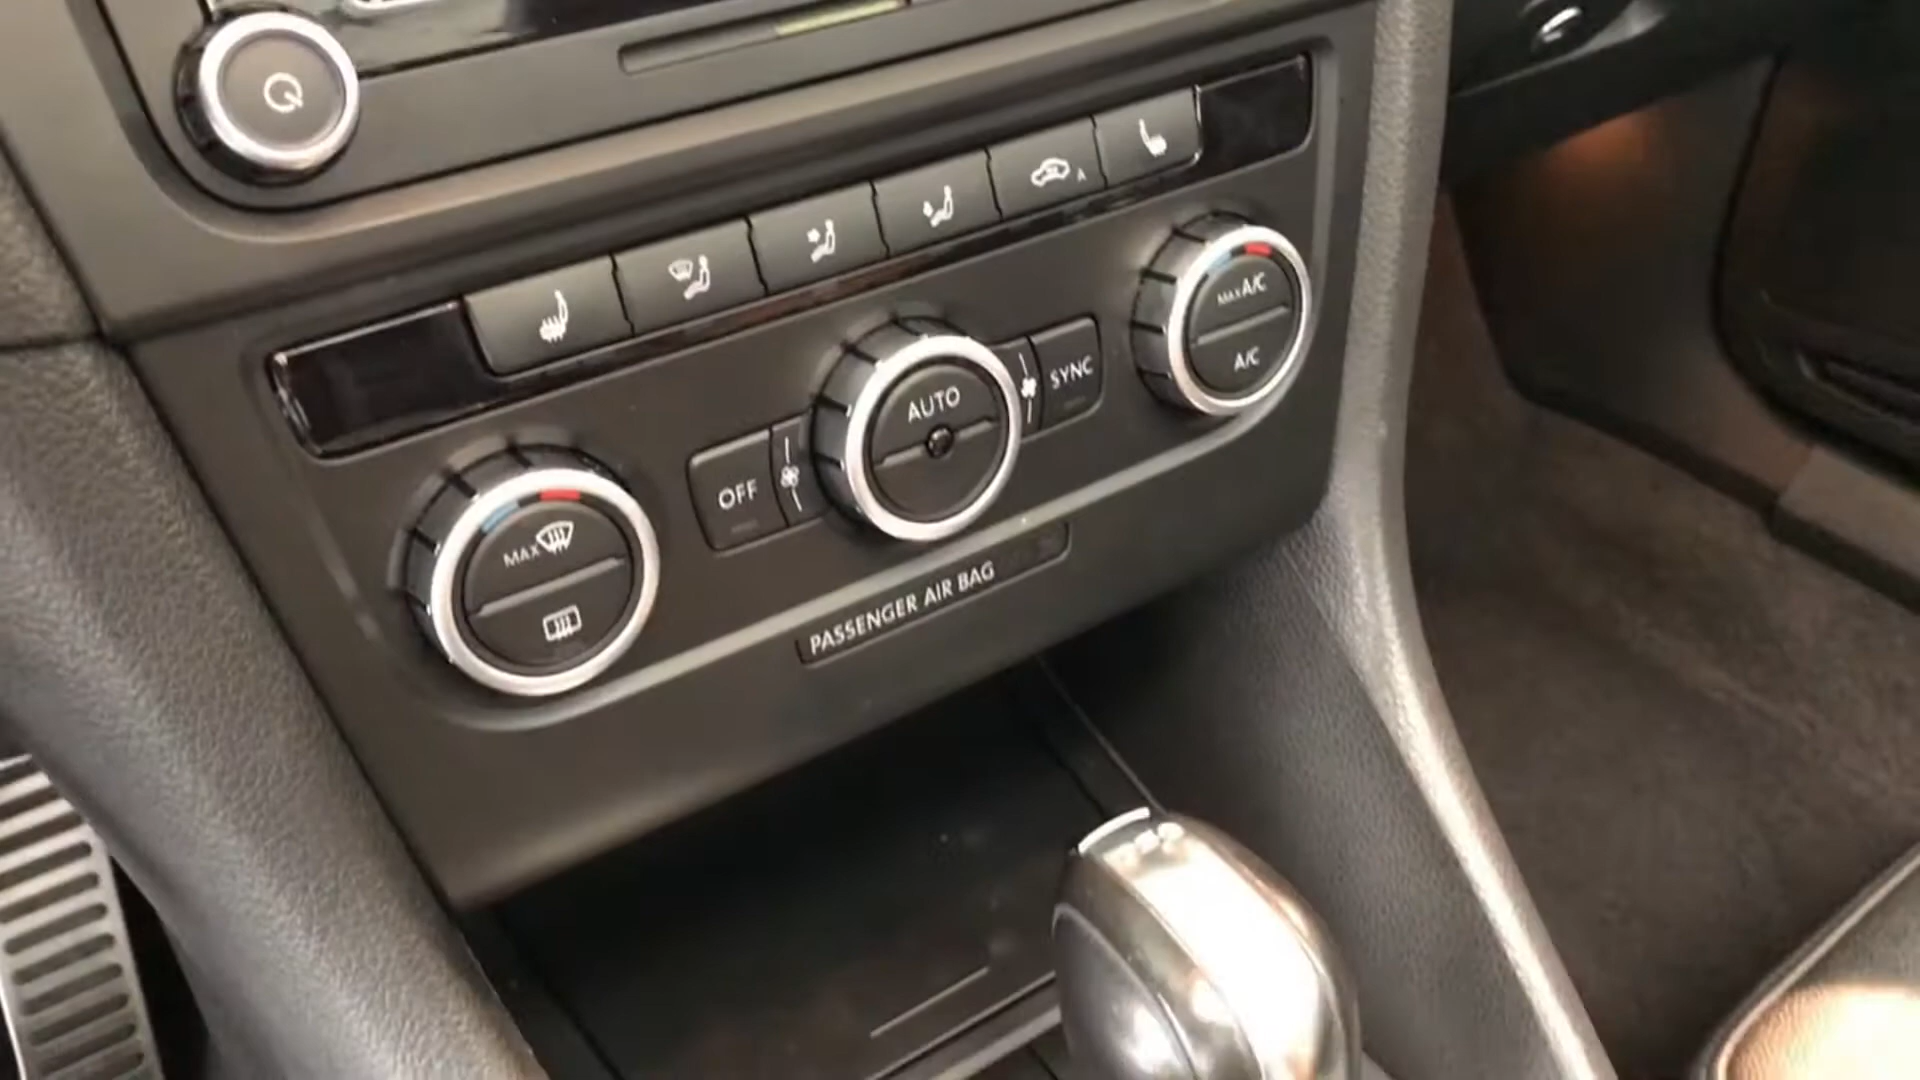 A
MAX A/C
A/C
AUTO
SYNC
OFF
MAX
PASSENGER AIR BAG